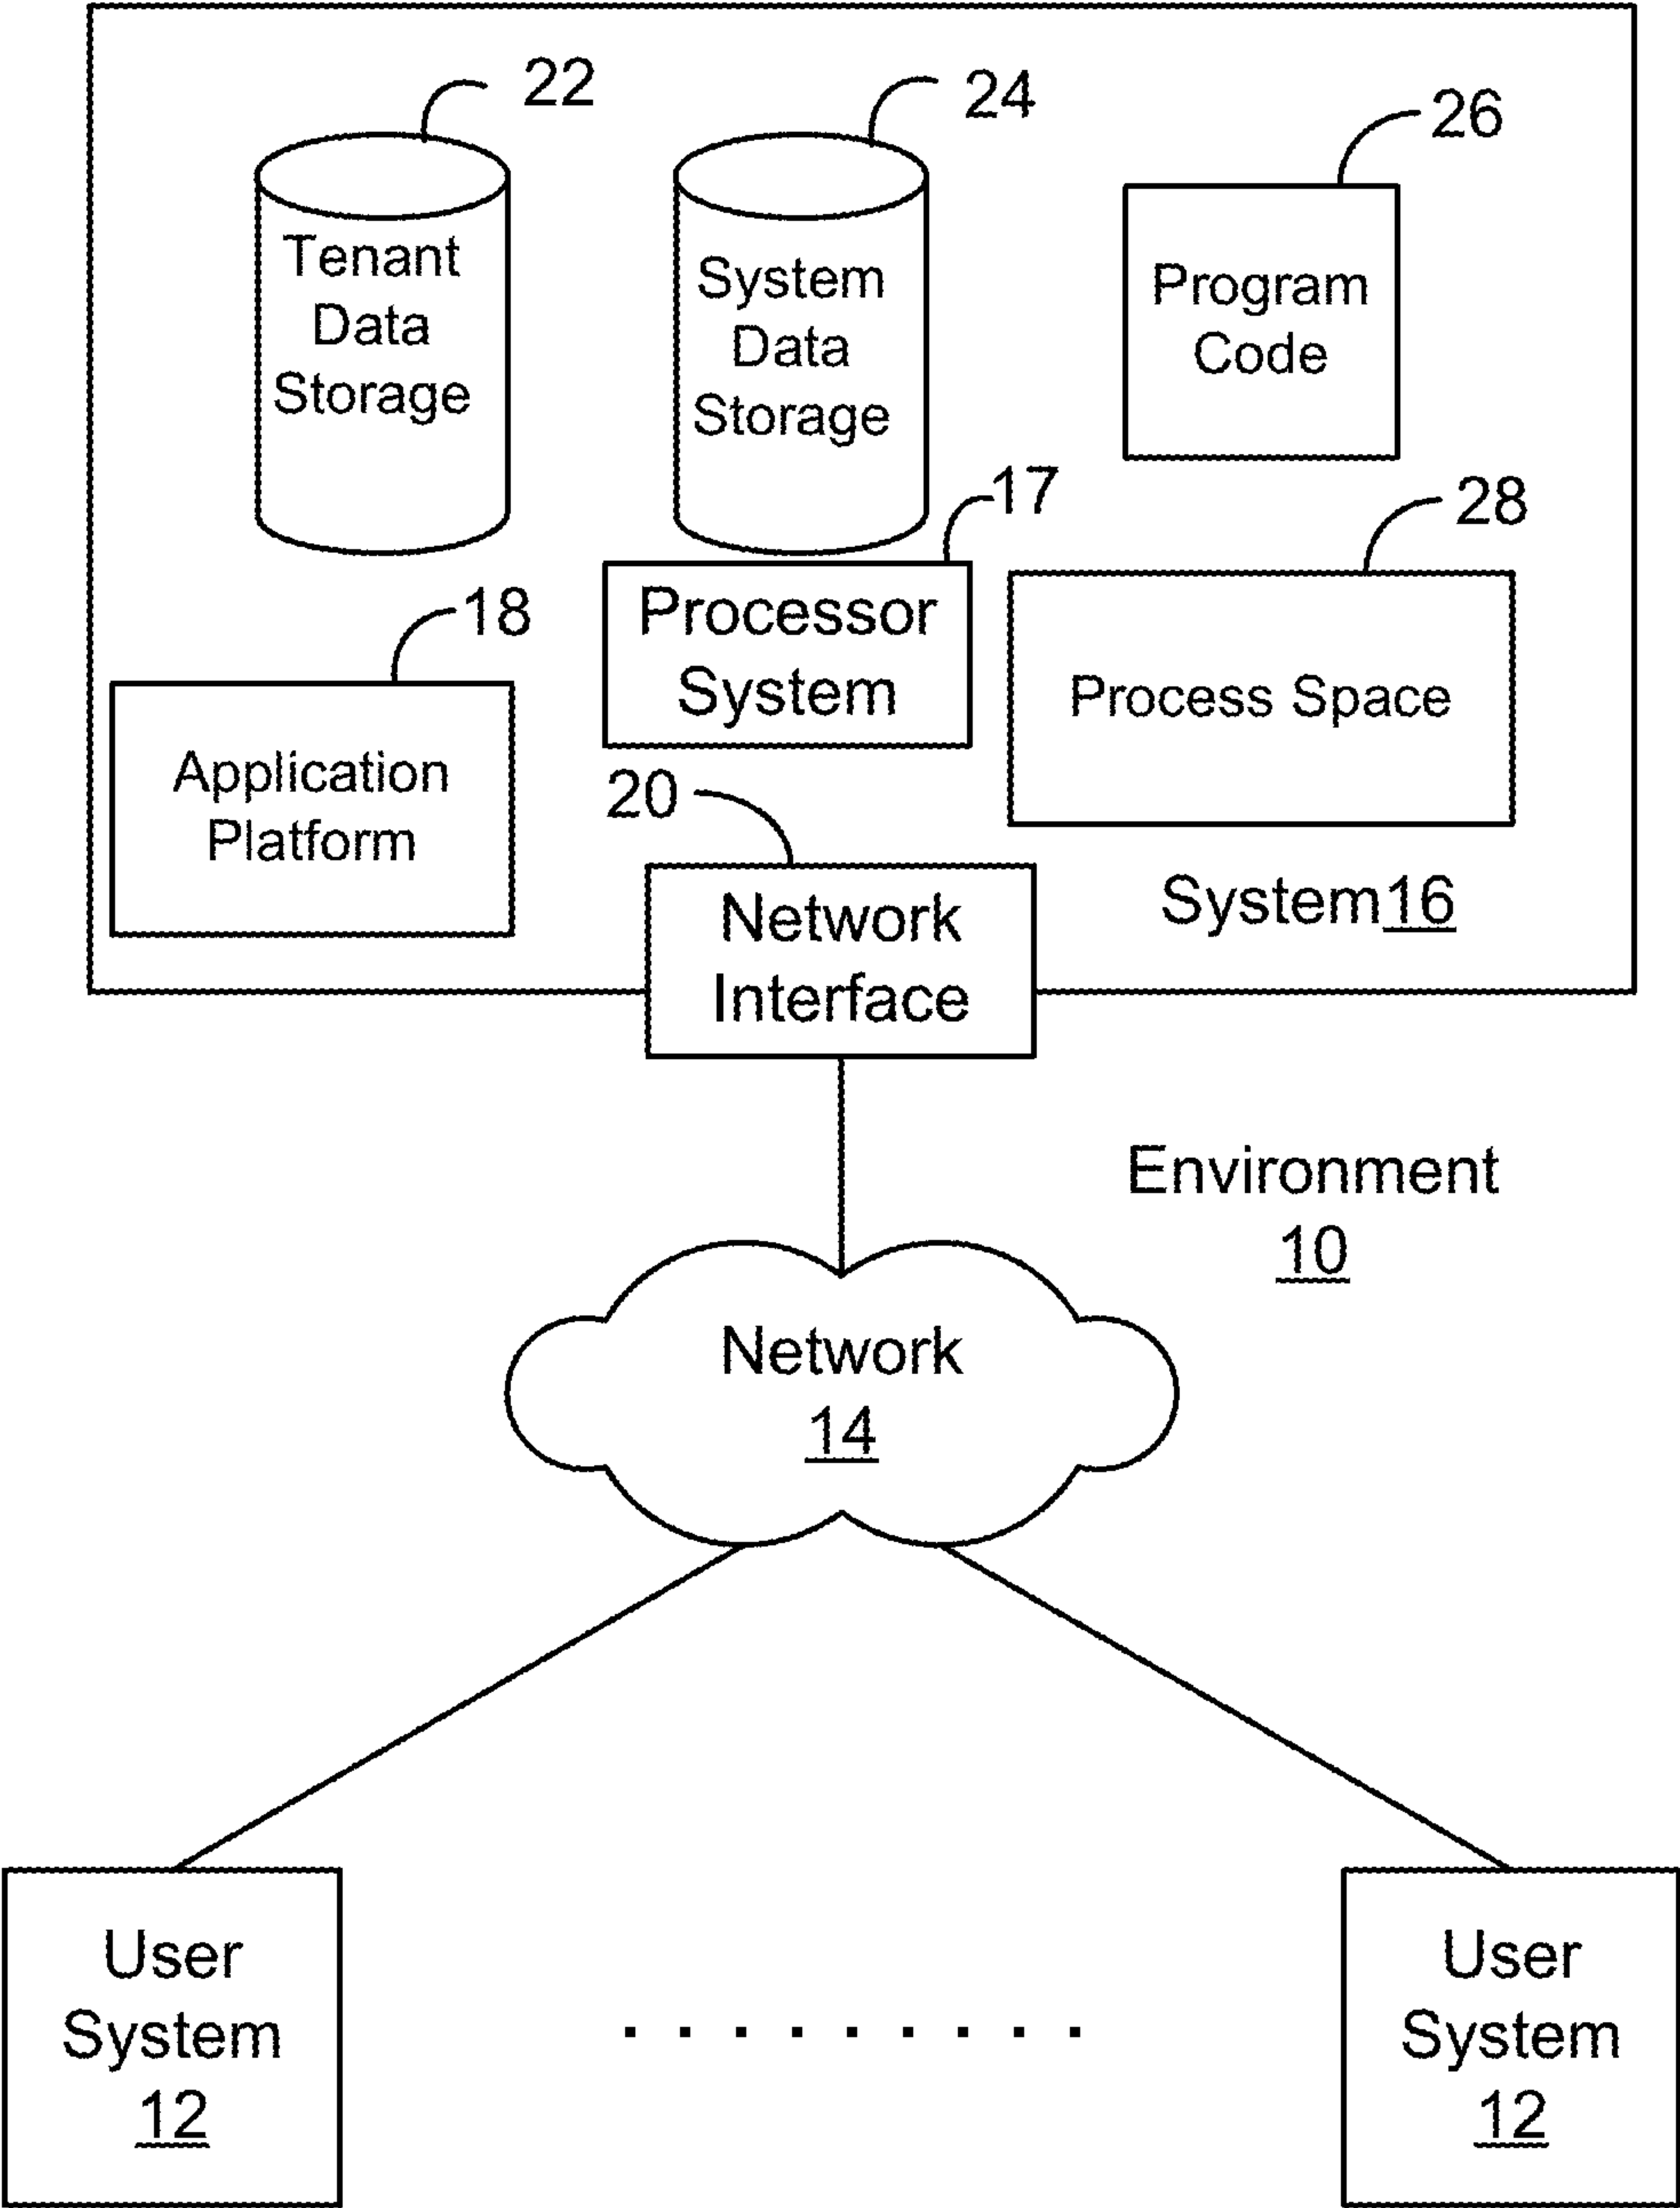 22
24
26
Tenant
Data
Storage
System
Data
Storage
Program
Code
17
28
18
Processor
System
Process Space
Application
Platform
20
Network
Interface
System16
Environment
10
Network
14
User
System
12
. . . . . . . . .
User
System
12